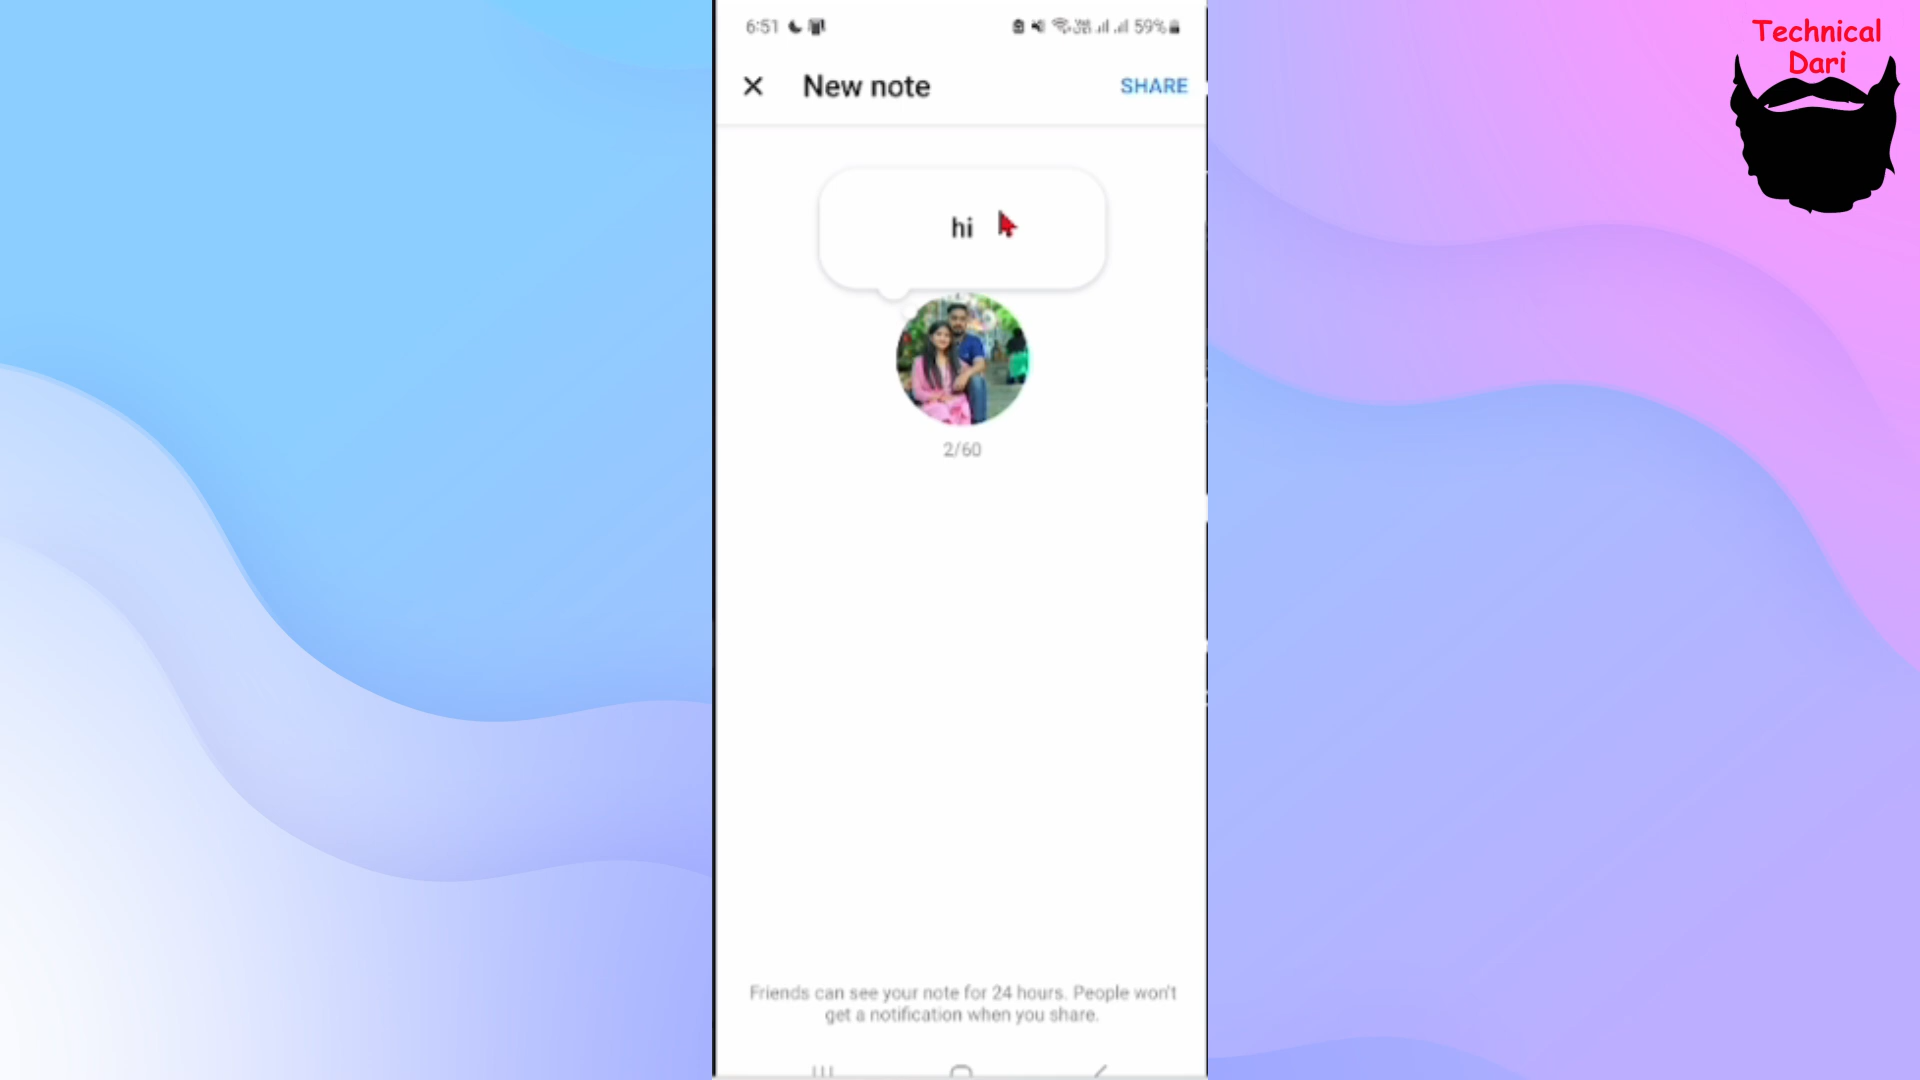 Technical
Dari
6:51 59%
New note
SHARE
hi
2/60
Friends can see your note for 24 hours. People won't
get a notification when you share.